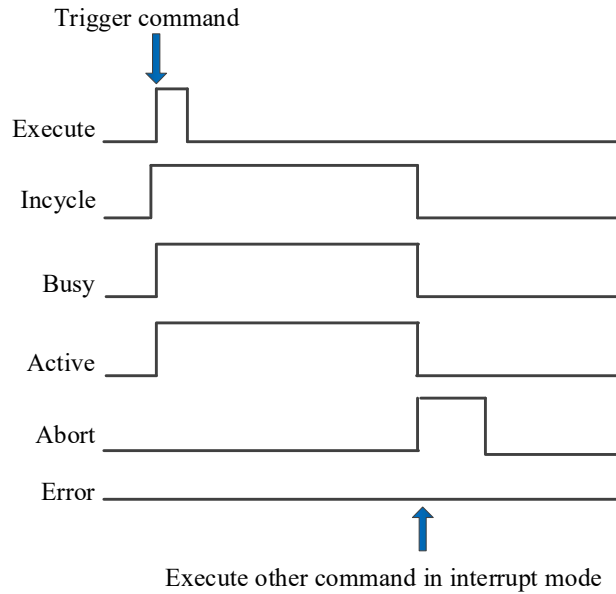 Trigger command
Execute
Incycle
Busy
Active
Abort
Error
Execute other command in interrupt mode